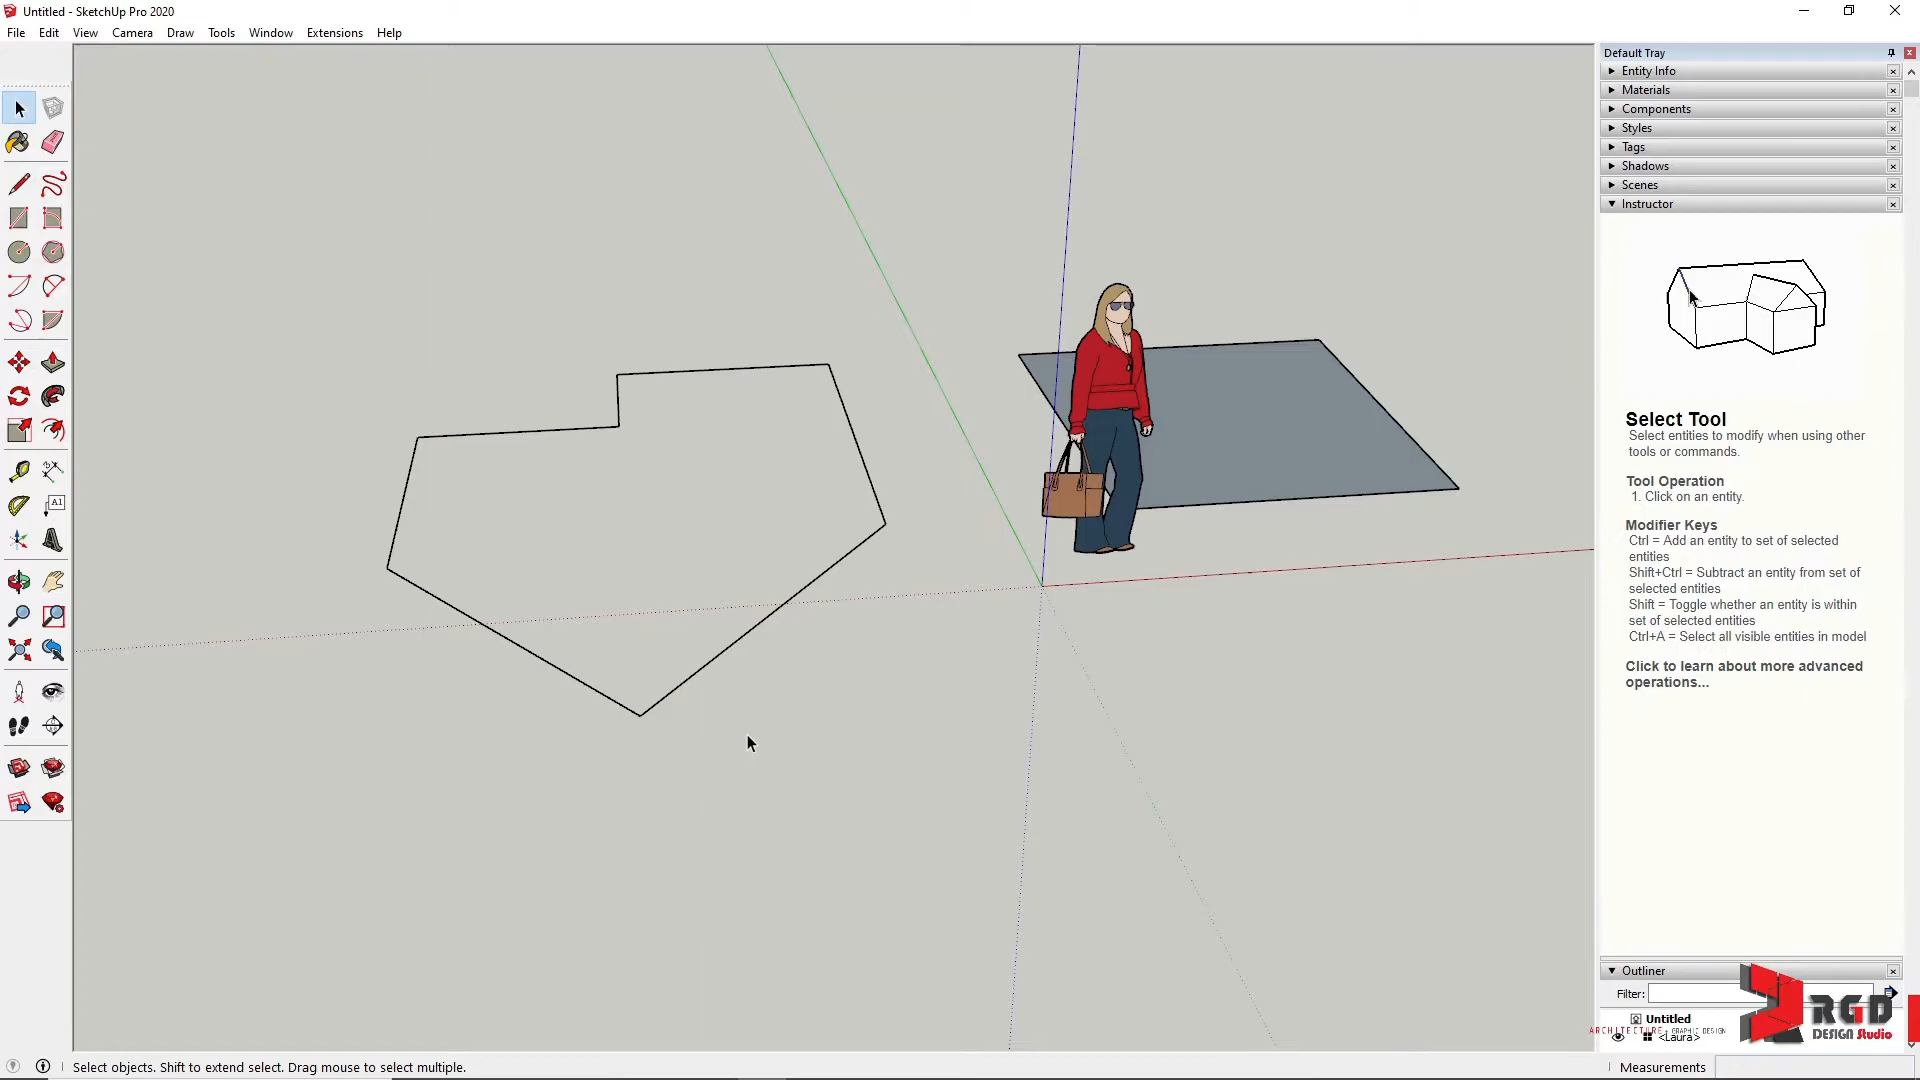 Untitled - SketchUp Pro 2020
File Edit View Camera Draw Tools Window Extensions Help
Default Tray
Entity Info
Materials
Components
Styles
Tags
Shadows
Scenes
Instructor
Select Tool
Select entities to modify when using other
tools or commands.
Tool Operation
1. Click on an entity.
Modifier Keys
Ctrl = Add an entity to set of selected
entities
Shift+Ctrl = Subtract an entity from set of
selected entities
Shift = Toggle whether an entity is within
set of selected entities
Ctrl+A = Select all visible entities in model
Click to learn about more advanced
operations...
A1
Outliner
Filter:
Untitled
<Laura>
ARCHITECTURE + GRAPHIC DESIGN
RGD
DESIGN Studio
Select objects. Shift to extend select. Drag mouse to select multiple.
Measurements